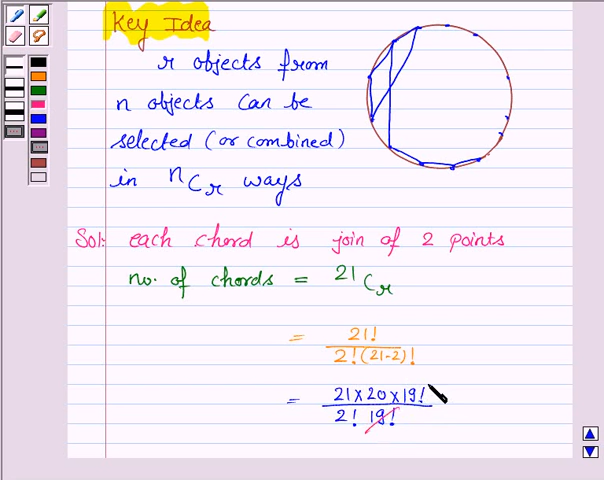 Key Idea
r objects from
n objects can be
selected (or combined)
in nCr ways
Sol: each chord is join of 2 points
no. of chords = 21Cr
= 21! / 2!(21-2)!
= 21×20×19! / 2! 19!